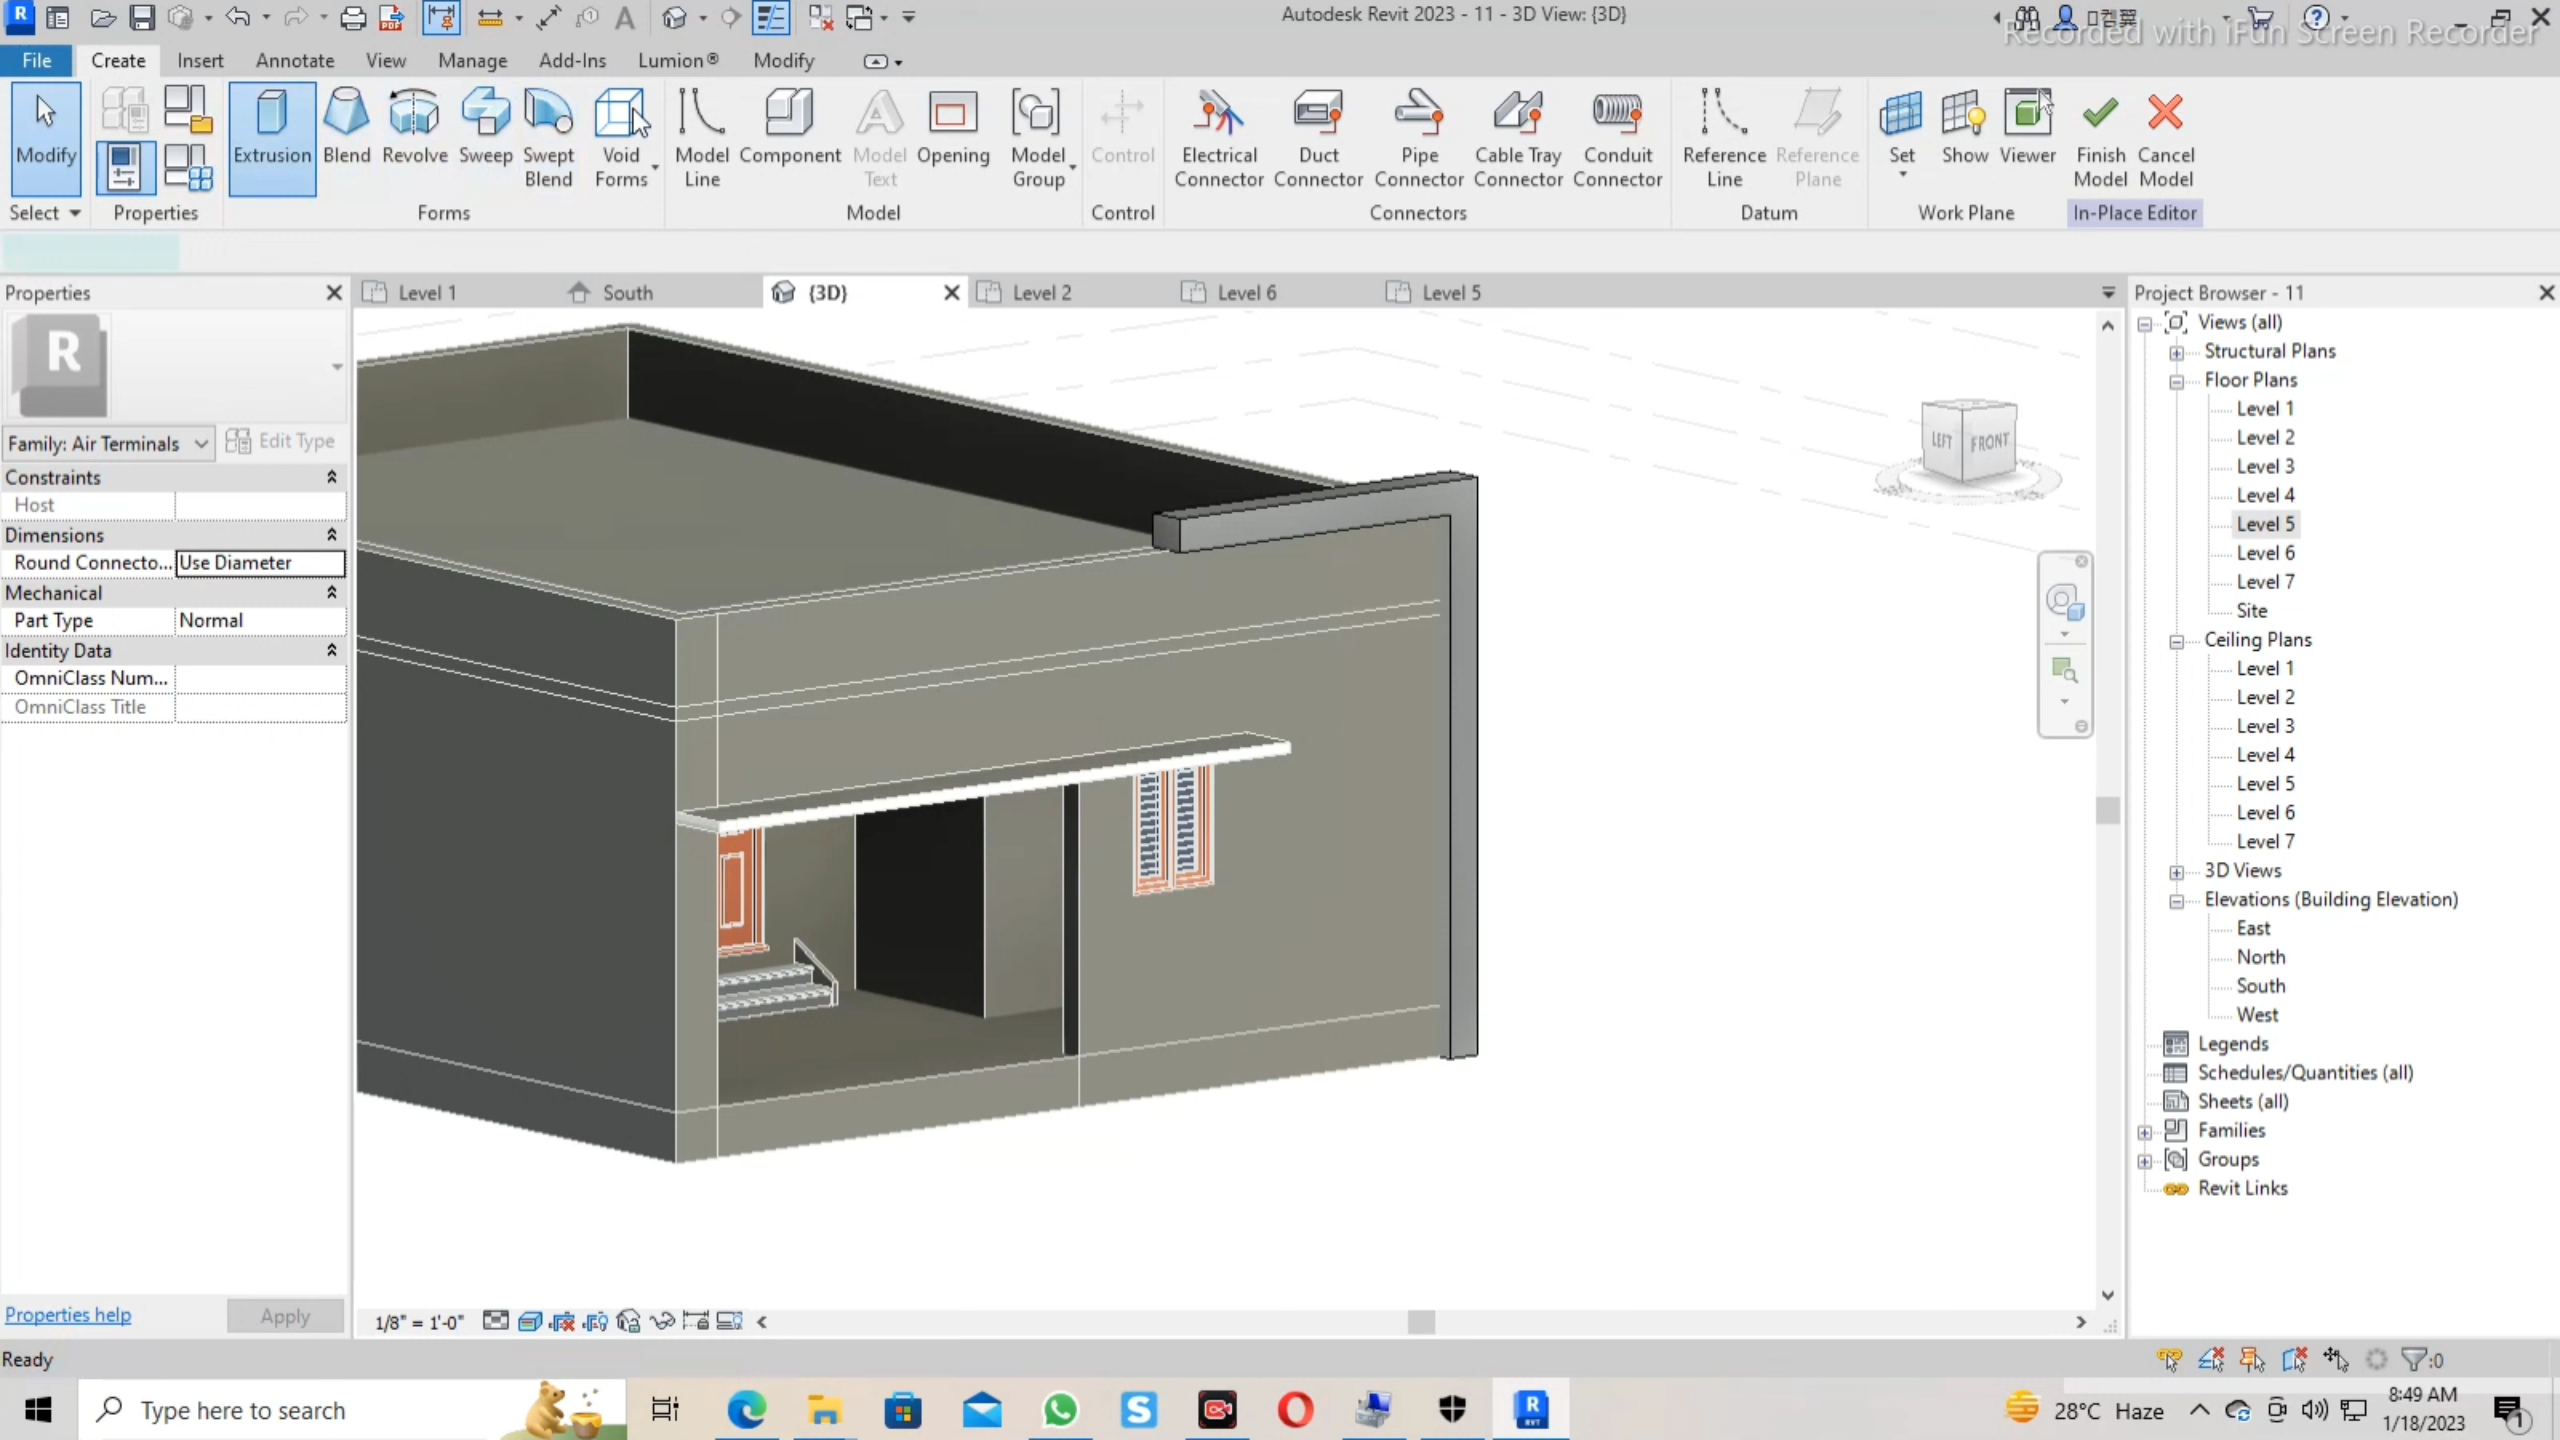 Autodesk Revit 2023 - 11 - 3D View: {3D}
Recorded with iFun Screen Recorder
File Create Insert Annotate View Manage Add-Ins Lumion® Modify
Modify
Extrusion Blend Revolve Sweep Swept Blend Void Forms
Model Line Component Model Text Opening Model Group
Control
Electrical Connector Duct Connector Pipe Connector Cable Tray Connector Conduit Connector
Reference Line Reference Plane
Set Show Viewer
Finish Model Cancel Model
Select Properties Forms Model Control Connectors Datum Work Plane In-Place Editor
Properties
Level 1 South {3D} Level 2 Level 6 Level 5
Project Browser - 11
R
Family: Air Terminals Edit Type
Constraints
Host
Dimensions
Round Connecto... Use Diameter
Mechanical
Part Type Normal
Identity Data
OmniClass Num...
OmniClass Title
Properties help Apply
LEFT FRONT
1/8" = 1'-0"
Views (all)
Structural Plans
Floor Plans
Level 1
Level 2
Level 3
Level 4
Level 5
Level 6
Level 7
Site
Ceiling Plans
Level 1
Level 2
Level 3
Level 4
Level 5
Level 6
Level 7
3D Views
Elevations (Building Elevation)
East
North
South
West
Legends
Schedules/Quantities (all)
Sheets (all)
Families
Groups
Revit Links
Ready
:0
Type here to search
28°C Haze
8:49 AM
1/18/2023
1